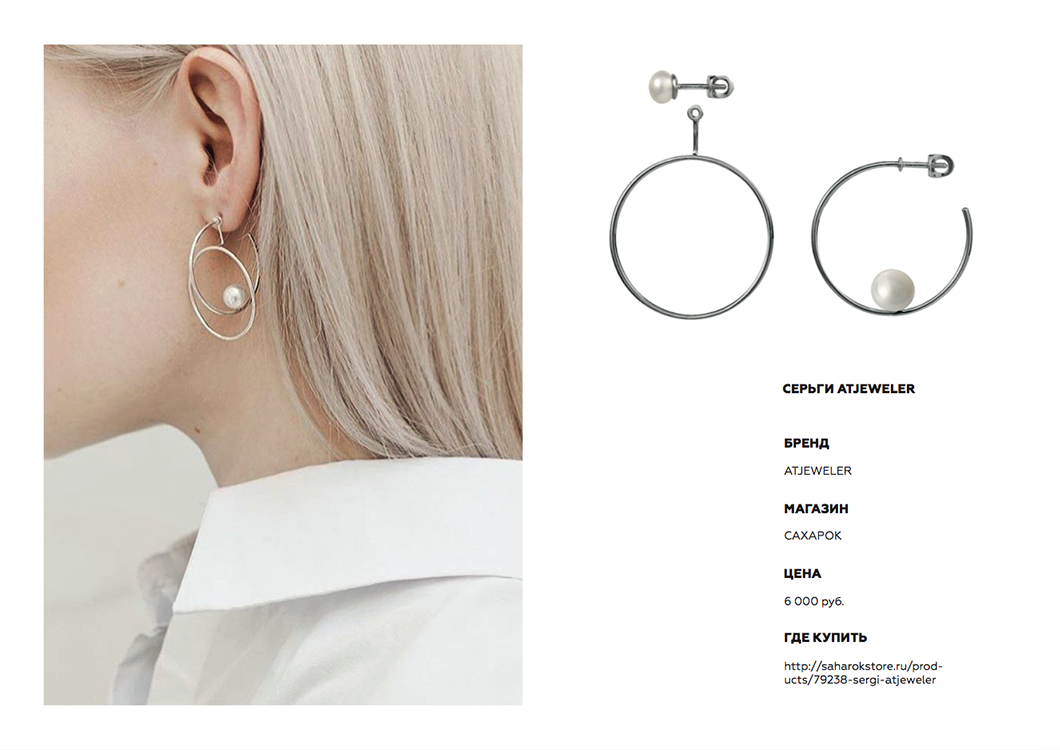 СЕРЬГИ ATJEWELER
БРЕНД
ATJEWELER
МАГАЗИН
САХАРОК
ЦЕНА
6 000 руб.
ГДЕ КУПИТЬ
http://saharokstore.ru/prod-
ucts/79238-sergi-atjeweler